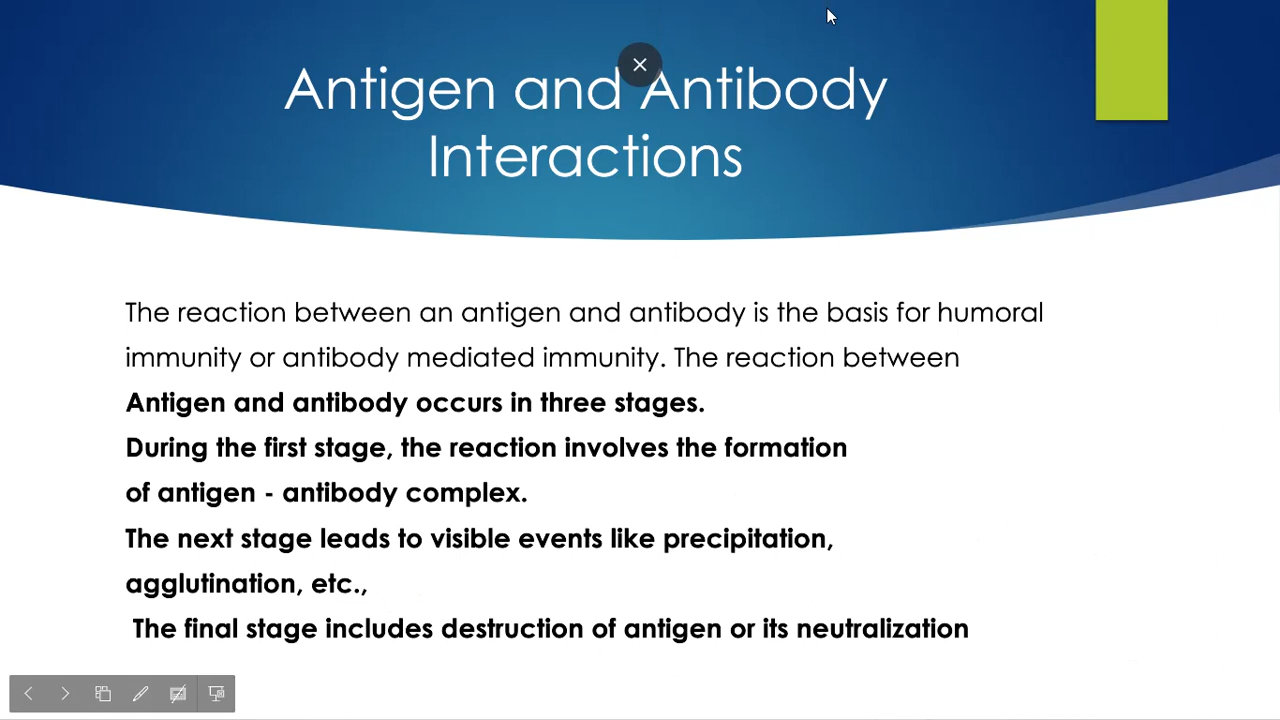 Antigen and Antibody
Interactions
The reaction between an antigen and antibody is the basis for humoral
immunity or antibody mediated immunity. The reaction between
Antigen and antibody occurs in three stages.
During the first stage, the reaction involves the formation
of antigen - antibody complex.
The next stage leads to visible events like precipitation,
agglutination, etc.,
The final stage includes destruction of antigen or its neutralization